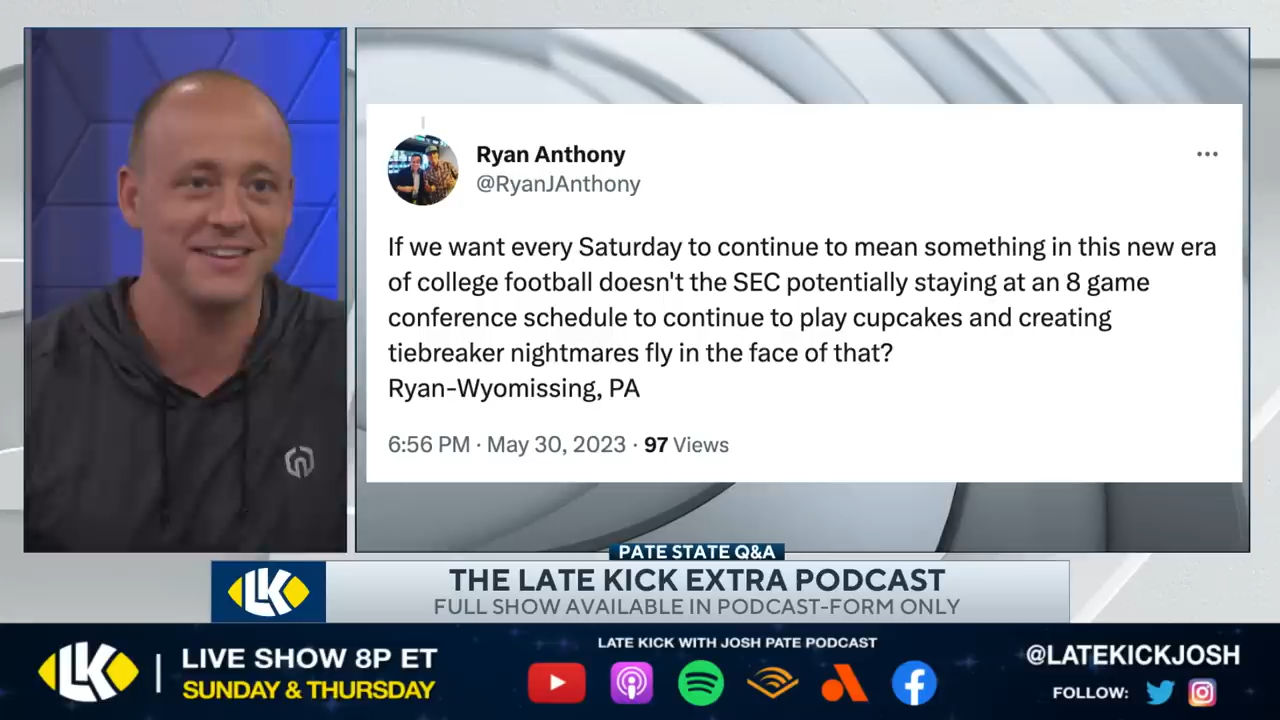 Ryan Anthony
@RyanJAnthony
If we want every Saturday to continue to mean something in this new era
of college football doesn't the SEC potentially staying at an 8 game
conference schedule to continue to play cupcakes and creating
tiebreaker nightmares fly in the face of that?
Ryan-Wyomissing, PA
6:56 PM · May 30, 2023 · 97 Views
PATE STATE Q&A
LK
THE LATE KICK EXTRA PODCAST
FULL SHOW AVAILABLE IN PODCAST-FORM ONLY
LK
LIVE SHOW 8P ET
SUNDAY & THURSDAY
LATE KICK WITH JOSH PATE PODCAST
@LATEKICKJOSH
FOLLOW: